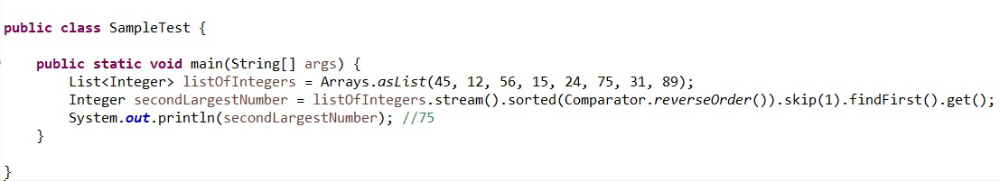 public class SampleTest {
public static void main(String[] args) {
List<Integer> listOfIntegers = Arrays.asList(45, 12, 56, 15, 24, 75, 31, 89);
Integer secondLargestNumber = listOfIntegers.stream().sorted(Comparator.reverseOrder()).skip(1).findFirst().get();
System.out.println(secondLargestNumber); //75
}
}